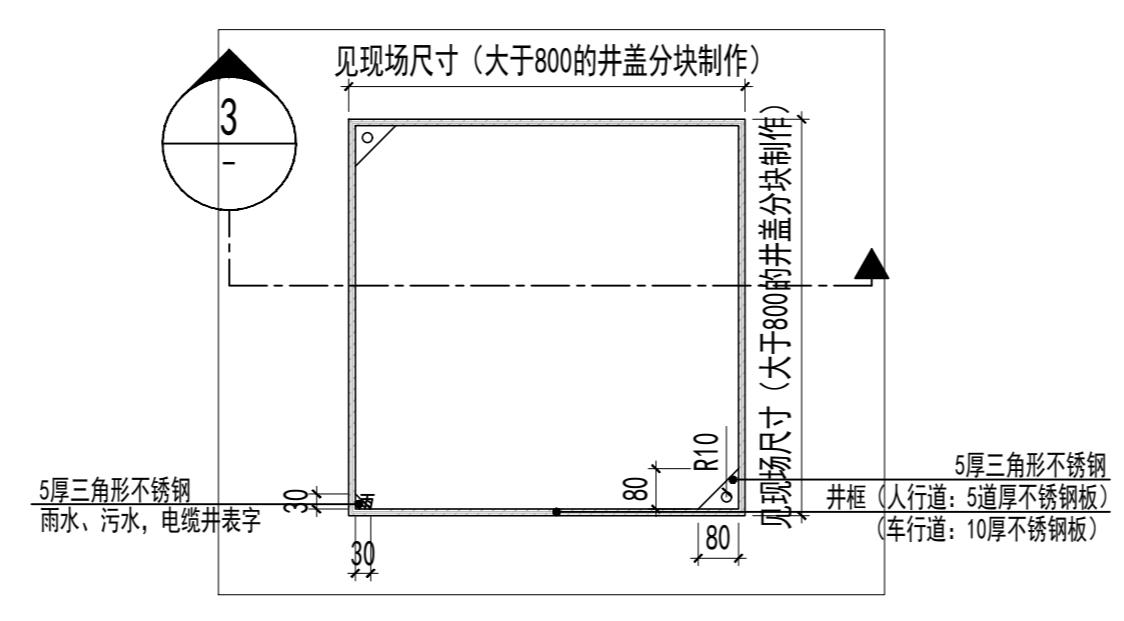 见现场尺寸（大于800的井盖分块制作）
3
-
见现场尺寸（大于800的井盖分块制作）
R10
80
80
5厚三角形不锈钢
井框（人行道：5道厚不锈钢板）
（车行道：10厚不锈钢板）
5厚三角形不锈钢
雨水、污水，电缆井表字
30
雨
30